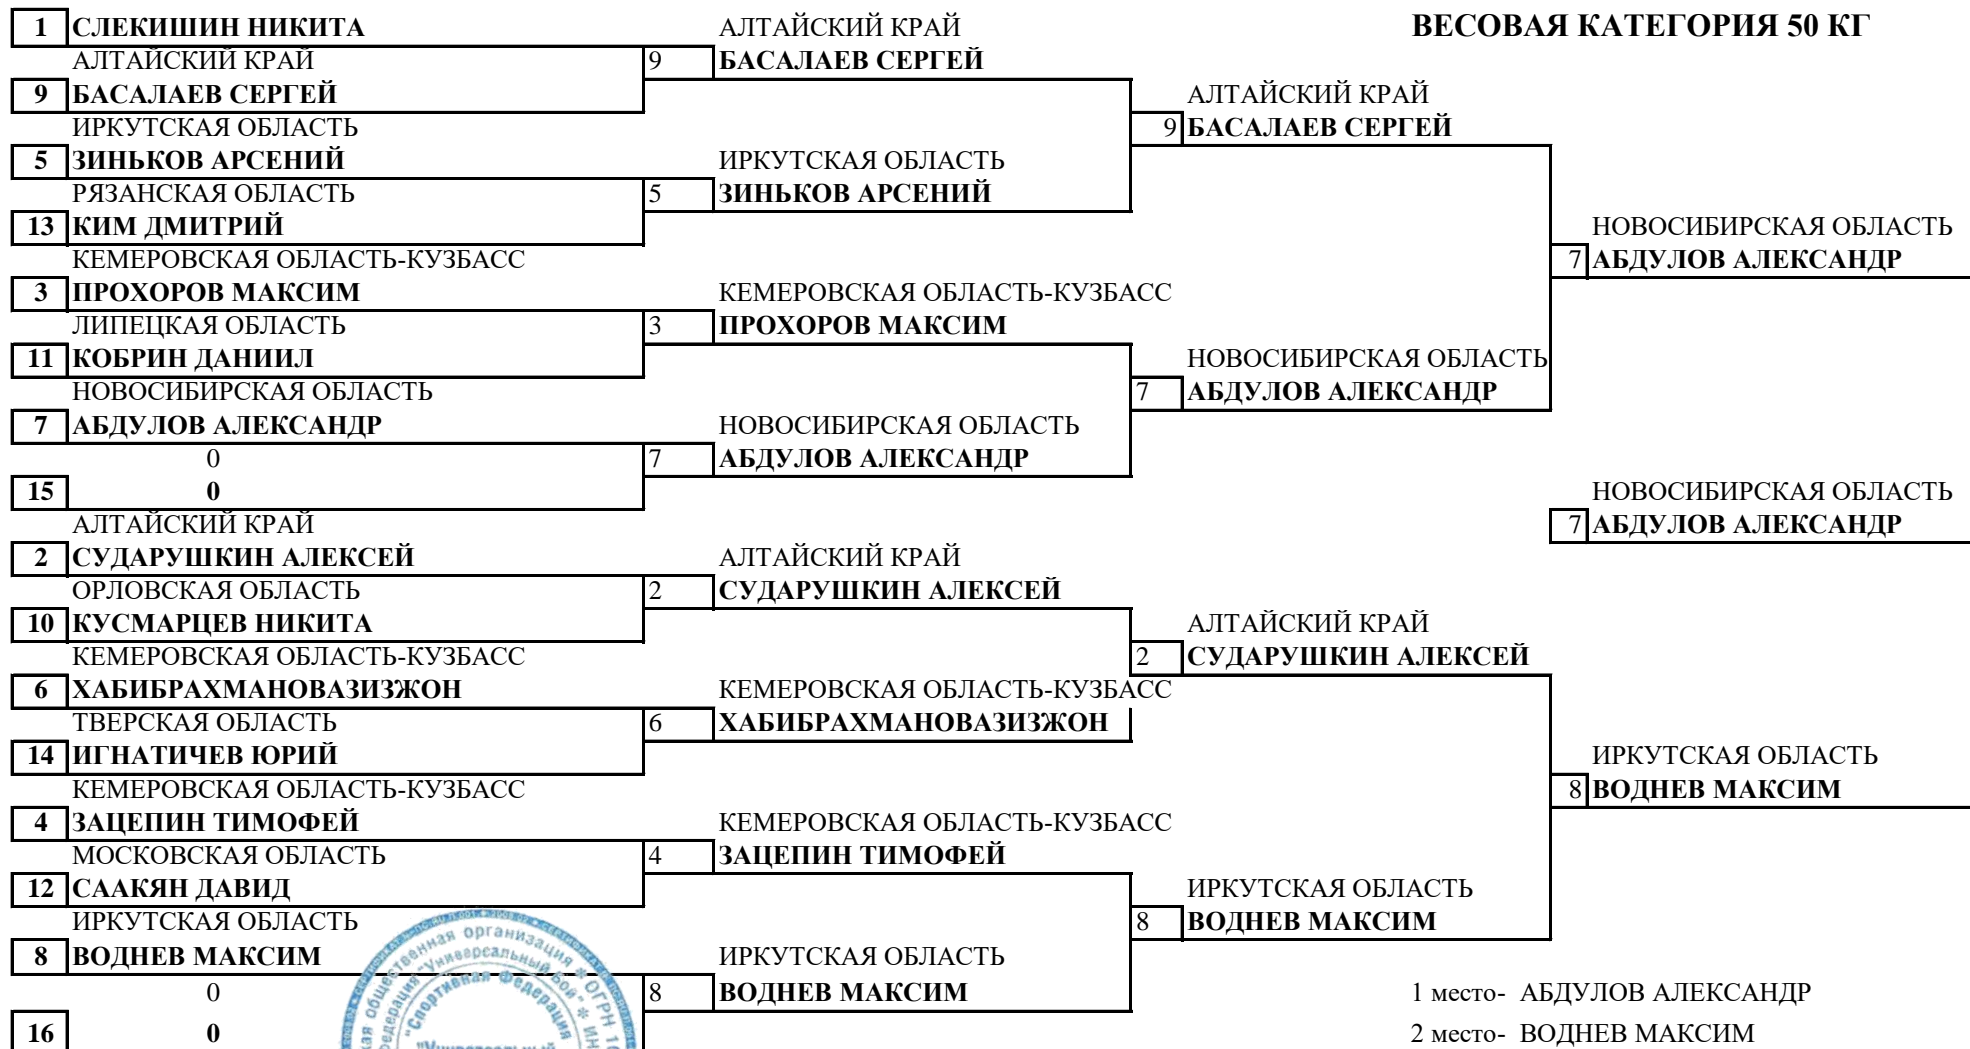 ВЕСОВАЯ КАТЕГОРИЯ 50 КГ
1 СЛЕКИШИН НИКИТА
АЛТАЙСКИЙ КРАЙ
9 БАСАЛАЕВ СЕРГЕЙ
ИРКУТСКАЯ ОБЛАСТЬ
5 ЗИНЬКОВ АРСЕНИЙ
РЯЗАНСКАЯ ОБЛАСТЬ
13 КИМ ДМИТРИЙ
КЕМЕРОВСКАЯ ОБЛАСТЬ-КУЗБАСС
3 ПРОХОРОВ МАКСИМ
ЛИПЕЦКАЯ ОБЛАСТЬ
11 КОБРИН ДАНИИЛ
НОВОСИБИРСКАЯ ОБЛАСТЬ
7 АБДУЛОВ АЛЕКСАНДР
0
15 0
АЛТАЙСКИЙ КРАЙ
2 СУДАРУШКИН АЛЕКСЕЙ
ОРЛОВСКАЯ ОБЛАСТЬ
10 КУСМАРЦЕВ НИКИТА
КЕМЕРОВСКАЯ ОБЛАСТЬ-КУЗБАСС
6 ХАБИБРАХМАНОВАЗИЗЖОН
ТВЕРСКАЯ ОБЛАСТЬ
14 ИГНАТИЧЕВ ЮРИЙ
КЕМЕРОВСКАЯ ОБЛАСТЬ-КУЗБАСС
4 ЗАЦЕПИН ТИМОФЕЙ
МОСКОВСКАЯ ОБЛАСТЬ
12 СААКЯН ДАВИД
ИРКУТСКАЯ ОБЛАСТЬ
8 ВОДНЕВ МАКСИМ
0
16 0
АЛТАЙСКИЙ КРАЙ
9 БАСАЛАЕВ СЕРГЕЙ
ИРКУТСКАЯ ОБЛАСТЬ
5 ЗИНЬКОВ АРСЕНИЙ
КЕМЕРОВСКАЯ ОБЛАСТЬ-КУЗБАСС
3 ПРОХОРОВ МАКСИМ
НОВОСИБИРСКАЯ ОБЛАСТЬ
7 АБДУЛОВ АЛЕКСАНДР
АЛТАЙСКИЙ КРАЙ
2 СУДАРУШКИН АЛЕКСЕЙ
КЕМЕРОВСКАЯ ОБЛАСТЬ-КУЗБАСС
6 ХАБИБРАХМАНОВАЗИЗЖОН
КЕМЕРОВСКАЯ ОБЛАСТЬ-КУЗБАСС
4 ЗАЦЕПИН ТИМОФЕЙ
ИРКУТСКАЯ ОБЛАСТЬ
8 ВОДНЕВ МАКСИМ
АЛТАЙСКИЙ КРАЙ
9 БАСАЛАЕВ СЕРГЕЙ
НОВОСИБИРСКАЯ ОБЛАСТЬ
7 АБДУЛОВ АЛЕКСАНДР
АЛТАЙСКИЙ КРАЙ
2 СУДАРУШКИН АЛЕКСЕЙ
ИРКУТСКАЯ ОБЛАСТЬ
8 ВОДНЕВ МАКСИМ
НОВОСИБИРСКАЯ ОБЛАСТЬ
7 АБДУЛОВ АЛЕКСАНДР
НОВОСИБИРСКАЯ ОБЛАСТЬ
7 АБДУЛОВ АЛЕКСАНДР
ИРКУТСКАЯ ОБЛАСТЬ
8 ВОДНЕВ МАКСИМ
1 место- АБДУЛОВ АЛЕКСАНДР
2 место- ВОДНЕВ МАКСИМ
организация * ОГРН
"Универсальный бой"
"Спортивная Федерация